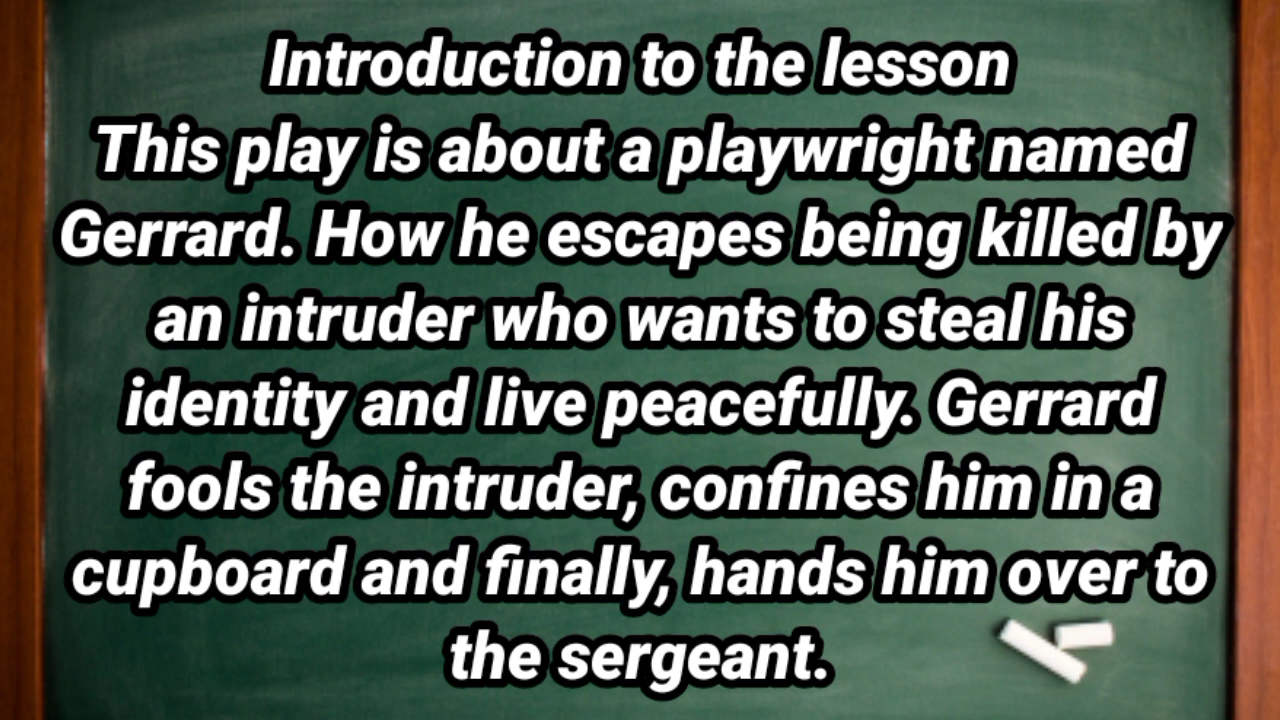 Introduction to the lesson
This play is about a playwright named
Gerrard. How he escapes being killed by
an intruder who wants to steal his
identity and live peacefully. Gerrard
fools the intruder, confines him in a
cupboard and finally, hands him over to
the sergeant.